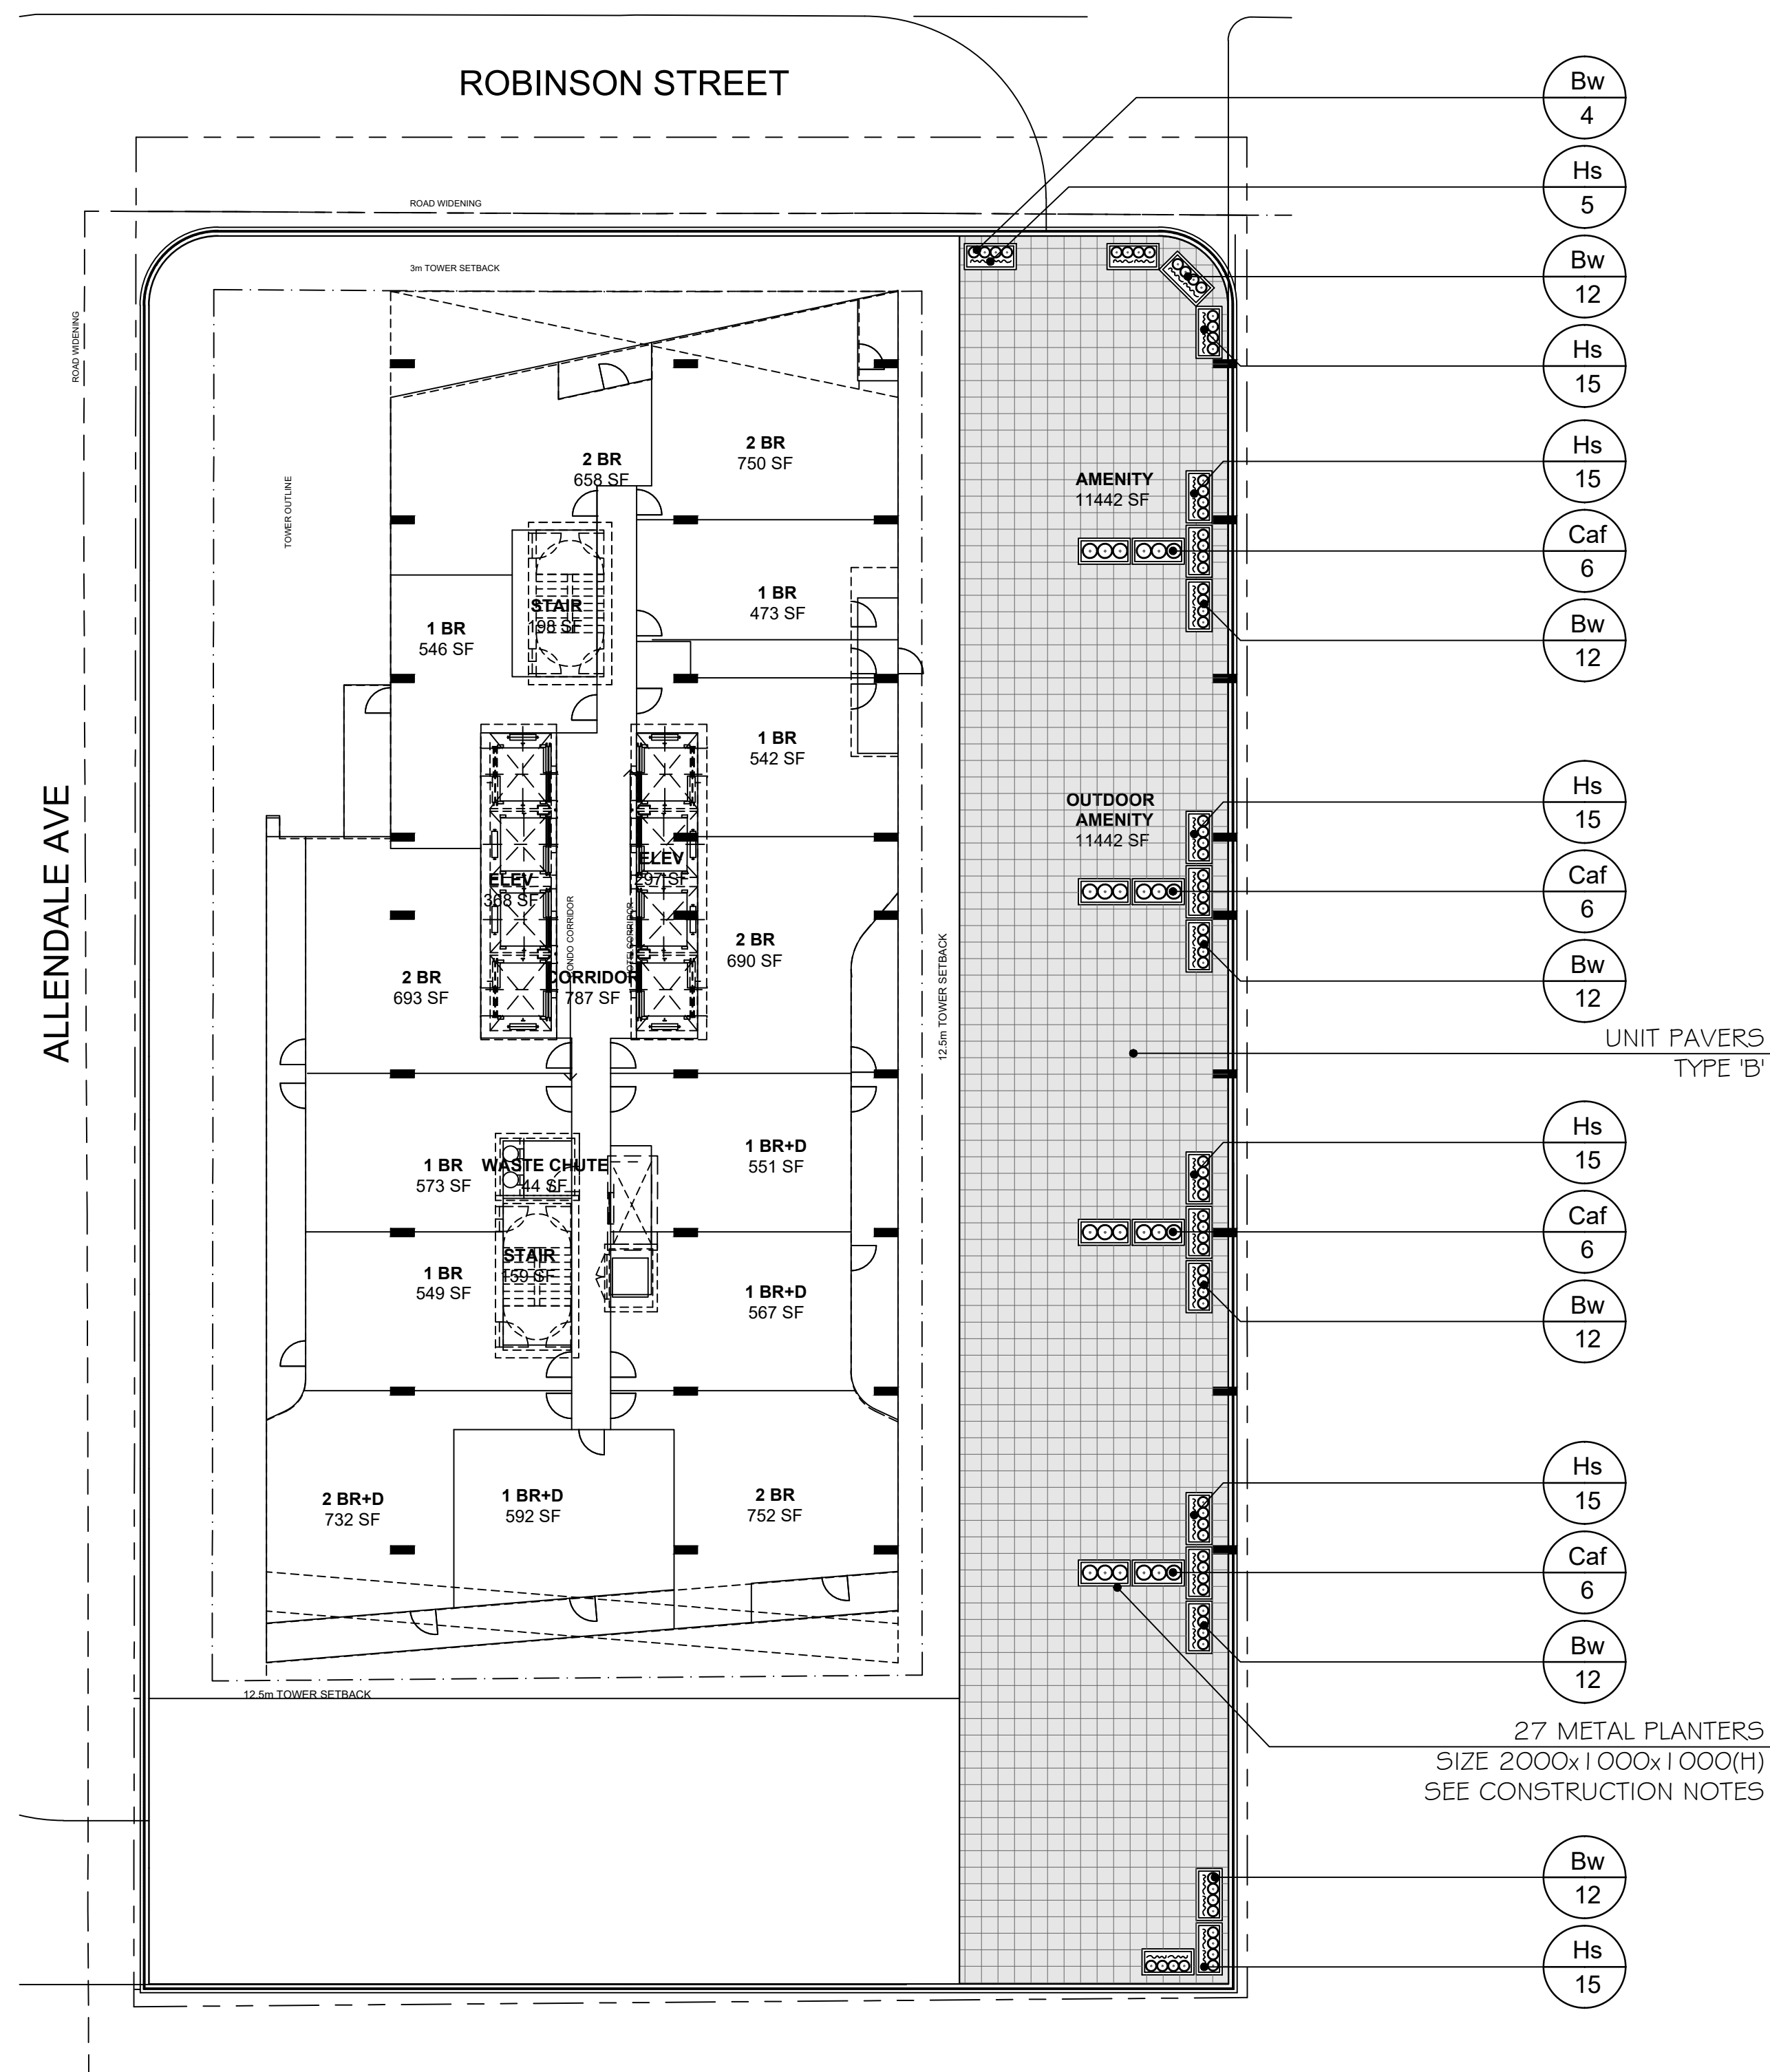 ROBINSON STREET
Bw
4
Hs
5
ROAD WIDENING
Bw
12
3m TOWER SETBACK
ROAD WIDENING
Hs
15
2 BR
750 SF
2 BR
658 SF
AMENITY
11442 SF
Hs
15
TOWER OUTLINE
Caf
6
1 BR
473 SF
STAIR
198 SF
1 BR
546 SF
Bw
12
1 BR
542 SF
OUTDOOR
AMENITY
11442 SF
Hs
15
ELEV
297 SF
ELEV
368 SF
Caf
6
ALLENDALE AVE
CONDO CORRIDOR
HOTEL CORRIDOR
2 BR
690 SF
2 BR
693 SF
CORRIDOR
787 SF
12.5m TOWER SETBACK
Bw
12
UNIT PAVERS
TYPE 'B'
Hs
15
1 BR
573 SF
WASTE CHUTE
44 SF
1 BR+D
551 SF
Caf
6
STAIR
159 SF
1 BR
549 SF
1 BR+D
567 SF
Bw
12
Hs
15
2 BR+D
732 SF
1 BR+D
592 SF
2 BR
752 SF
Caf
6
Bw
12
12.5m TOWER SETBACK
27 METAL PLANTERS
SIZE 2000x1000x1000(H)
SEE CONSTRUCTION NOTES
Bw
12
Hs
15